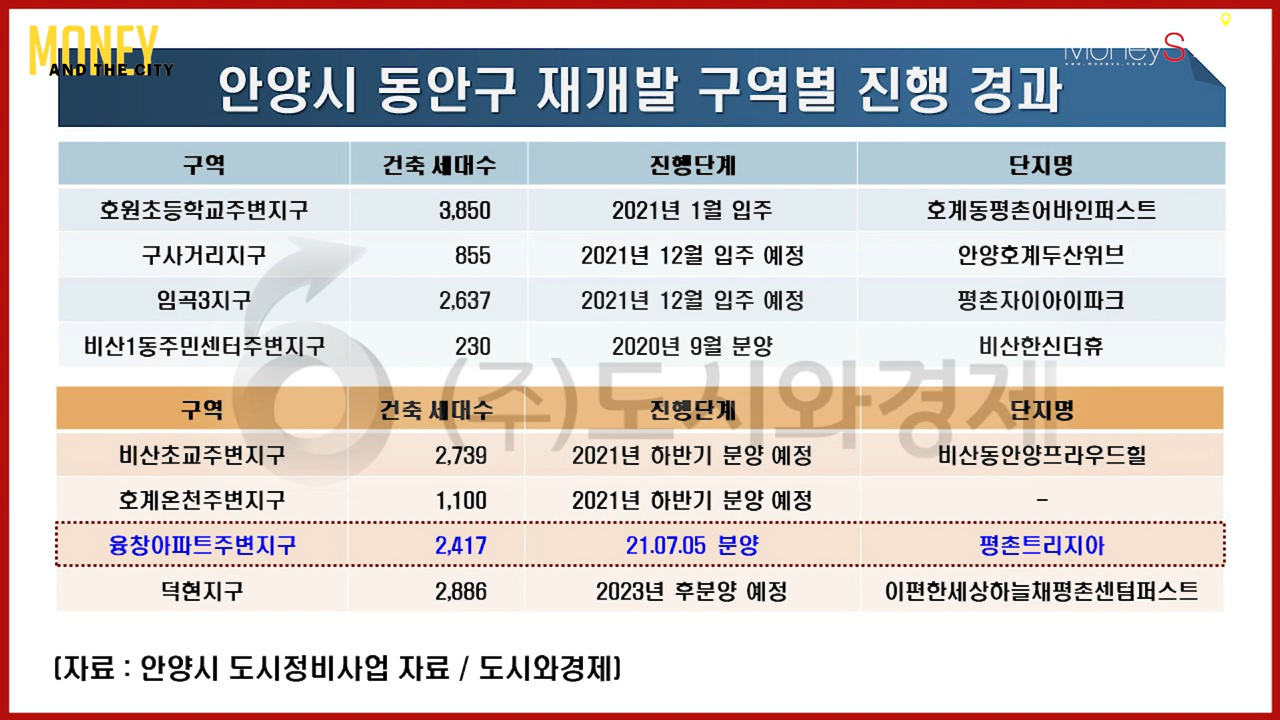 MONEY
AND THE CITY
MoneyS
안양시 동안구 재개발 구역별 진행 경과
구역 건축 세대수 진행단계 단지명
호원초등학교주변지구 3,850 2021년 1월 입주 호계동평촌어바인퍼스트
구사거리지구 855 2021년 12월 입주 예정 안양호계두산위브
임곡3지구 2,637 2021년 12월 입주 예정 평촌자이아이파크
비산1동주민센터주변지구 230 2020년 9월 분양 비산한신더휴
(주)도시와경제
구역 건축 세대수 진행단계 단지명
비산초교주변지구 2,739 2021년 하반기 분양 예정 비산동안양프라우드힐
호계온천주변지구 1,100 2021년 하반기 분양 예정 -
융창아파트주변지구 2,417 21.07.05 분양 평촌트리지아
덕현지구 2,886 2023년 후분양 예정 이편한세상하늘채평촌센텀퍼스트
(자료 : 안양시 도시정비사업 자료 / 도시와경제)